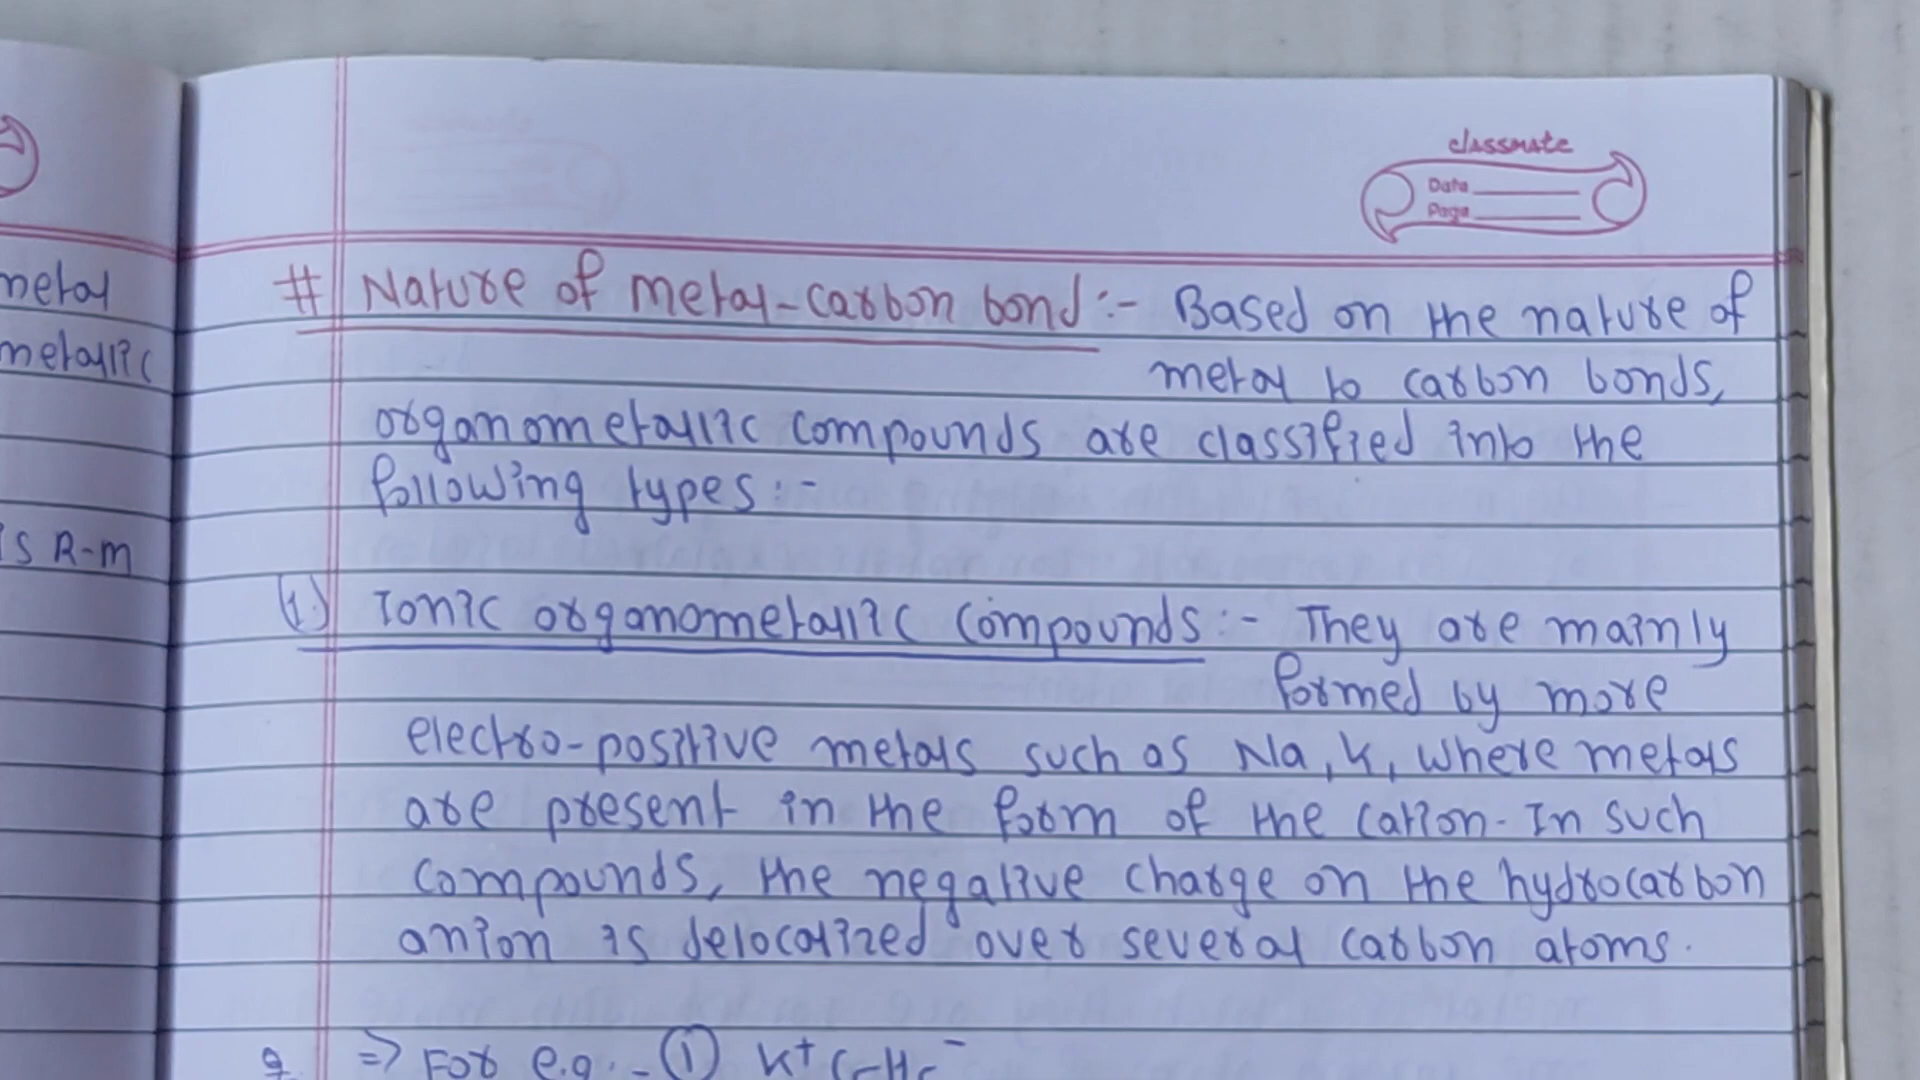 classmate
Date
Page
metal
metallic
is R-M
# Nature of metal-carbon bond:- Based on the nature of
metal to carbon bonds,
organometallic compounds are classified into the
following types:-
(1.) Ionic organometallic compounds:- They are mainly
formed by more
electro-positive metals such as Na, K, where metals
are present in the form of the cation. In such
compounds, the negative charge on the hydrocarbon
anion is delocalized over several carbon atoms.
=> For e.g. - ① K+